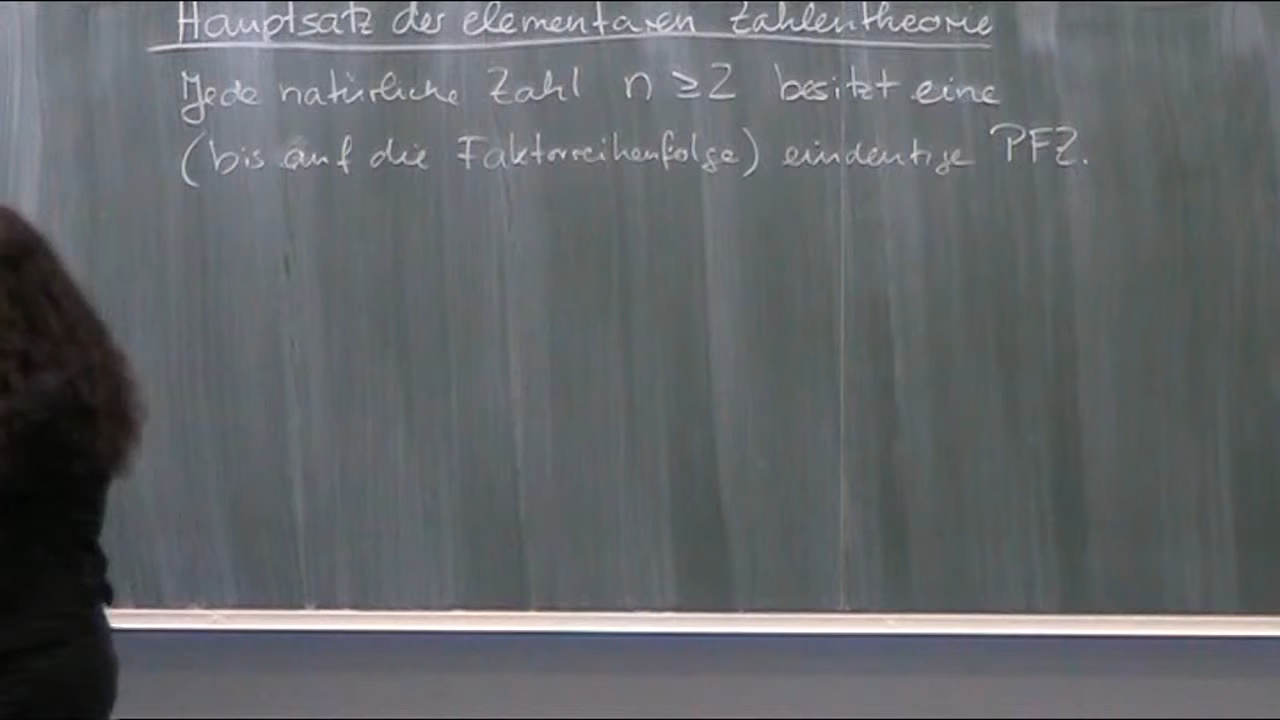 Hauptsatz der elementaren Zahlentheorie
Jede natürliche Zahl n ≥ 2 besitzt eine
(bis auf die Faktorreihenfolge) eindeutige PFZ.